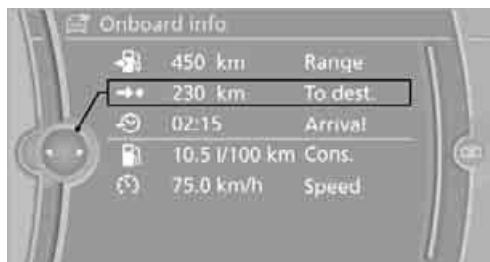 Onboard info
450 km Range
230 km To dest.
02:15 Arrival
10.5 l/100 km Cons.
75.0 km/h Speed